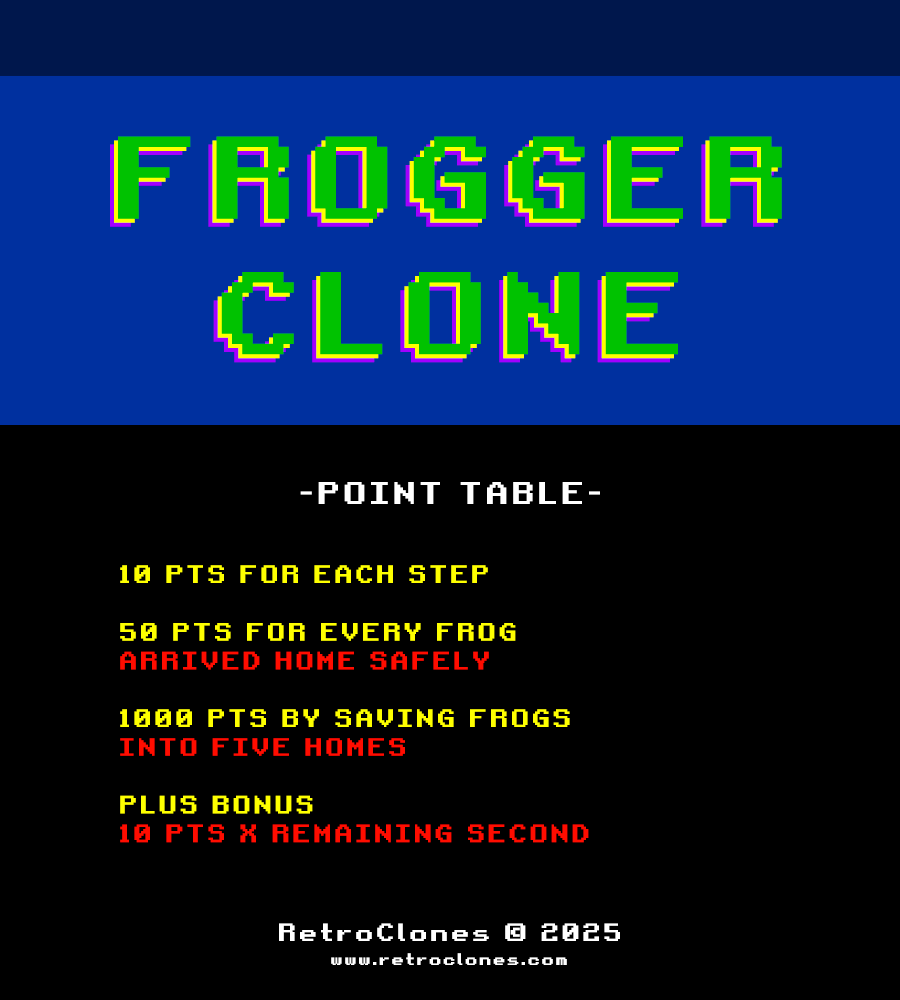 FROGGER
CLONE
-POINT TABLE-
10 PTS FOR EACH STEP
50 PTS FOR EVERY FROG
ARRIVED HOME SAFELY
1000 PTS BY SAVING FROGS
INTO FIVE HOMES
PLUS BONUS
10 PTS X REMAINING SECOND
RetroClones @ 2025
www.retroclones.com